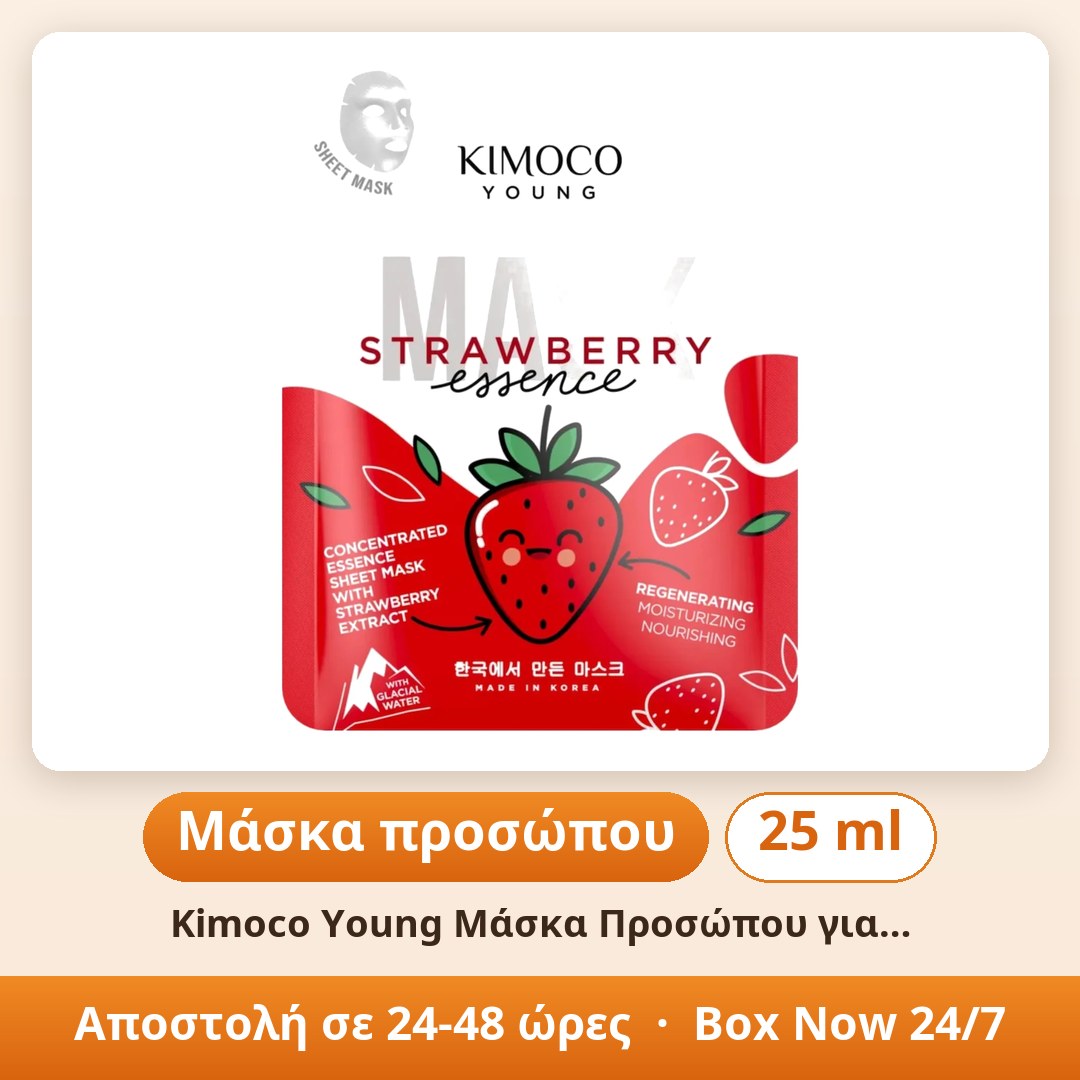 SHEET MASK
KIMOCO
YOUNG
MASK
STRAWBERRY
essence
CONCENTRATED
ESSENCE
SHEET MASK
WITH
STRAWBERRY
EXTRACT
REGENERATING
MOISTURIZING
NOURISHING
WITH
GLACIAL
WATER
한국에서 만든 마스크
MADE IN KOREA
Μάσκα προσώπου
25 ml
Kimoco Young Μάσκα Προσώπου για...
Αποστολή σε 24-48 ώρες · Box Now 24/7